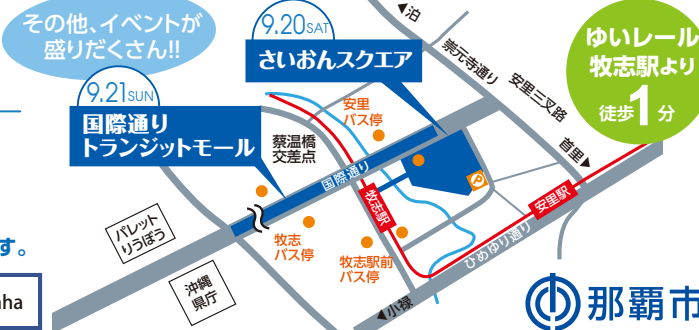 その他、イベントが
盛りだくさん!!
9.20SAT
さいおんスクエア
9.21SUN
国際通り
トランジットモール
ゆいレール
牧志駅より
徒歩1分
◀泊
崇元寺通り
安里三叉路
首里▶
安里
バス停
蔡温橋
交差点
国際通り
牧志駅
P
安里駅
ひめゆり通り
牧志
バス停
牧志駅前
バス停
パレット
りうぼう
沖縄
県庁
◀小禄
す。
aha
那覇市